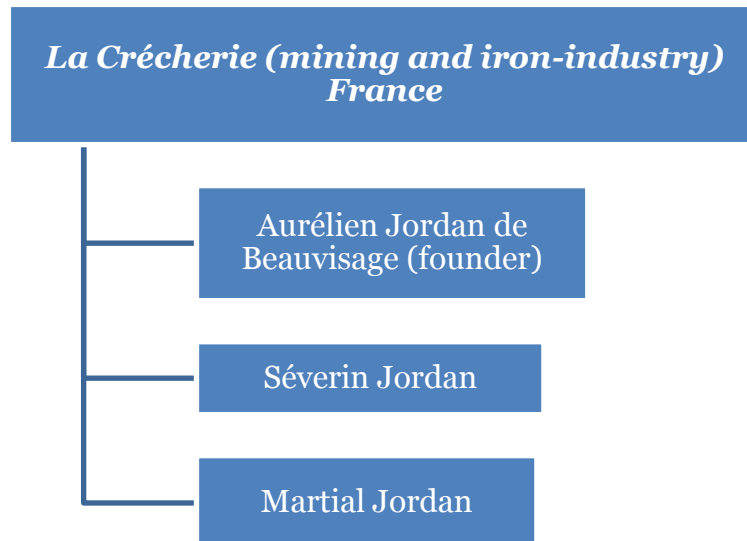 La Crécherie (mining and iron-industry)
France
Aurélien Jordan de
Beauvisage (founder)
Séverin Jordan
Martial Jordan